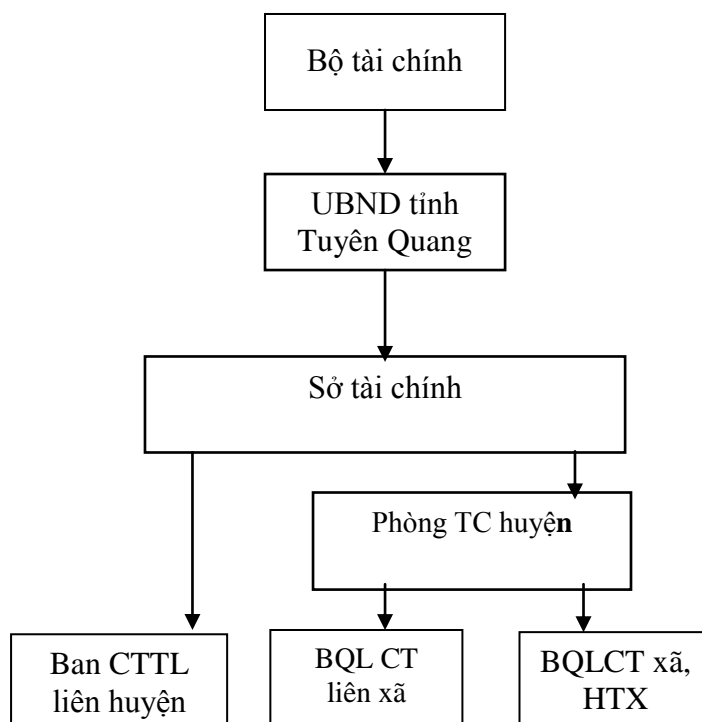 Bộ tài chính
UBND tỉnh
Tuyên Quang
Sở tài chính
Phòng TC huyện
Ban CTTL
liên huyện
BQL CT
liên xã
BQLCT xã,
HTX